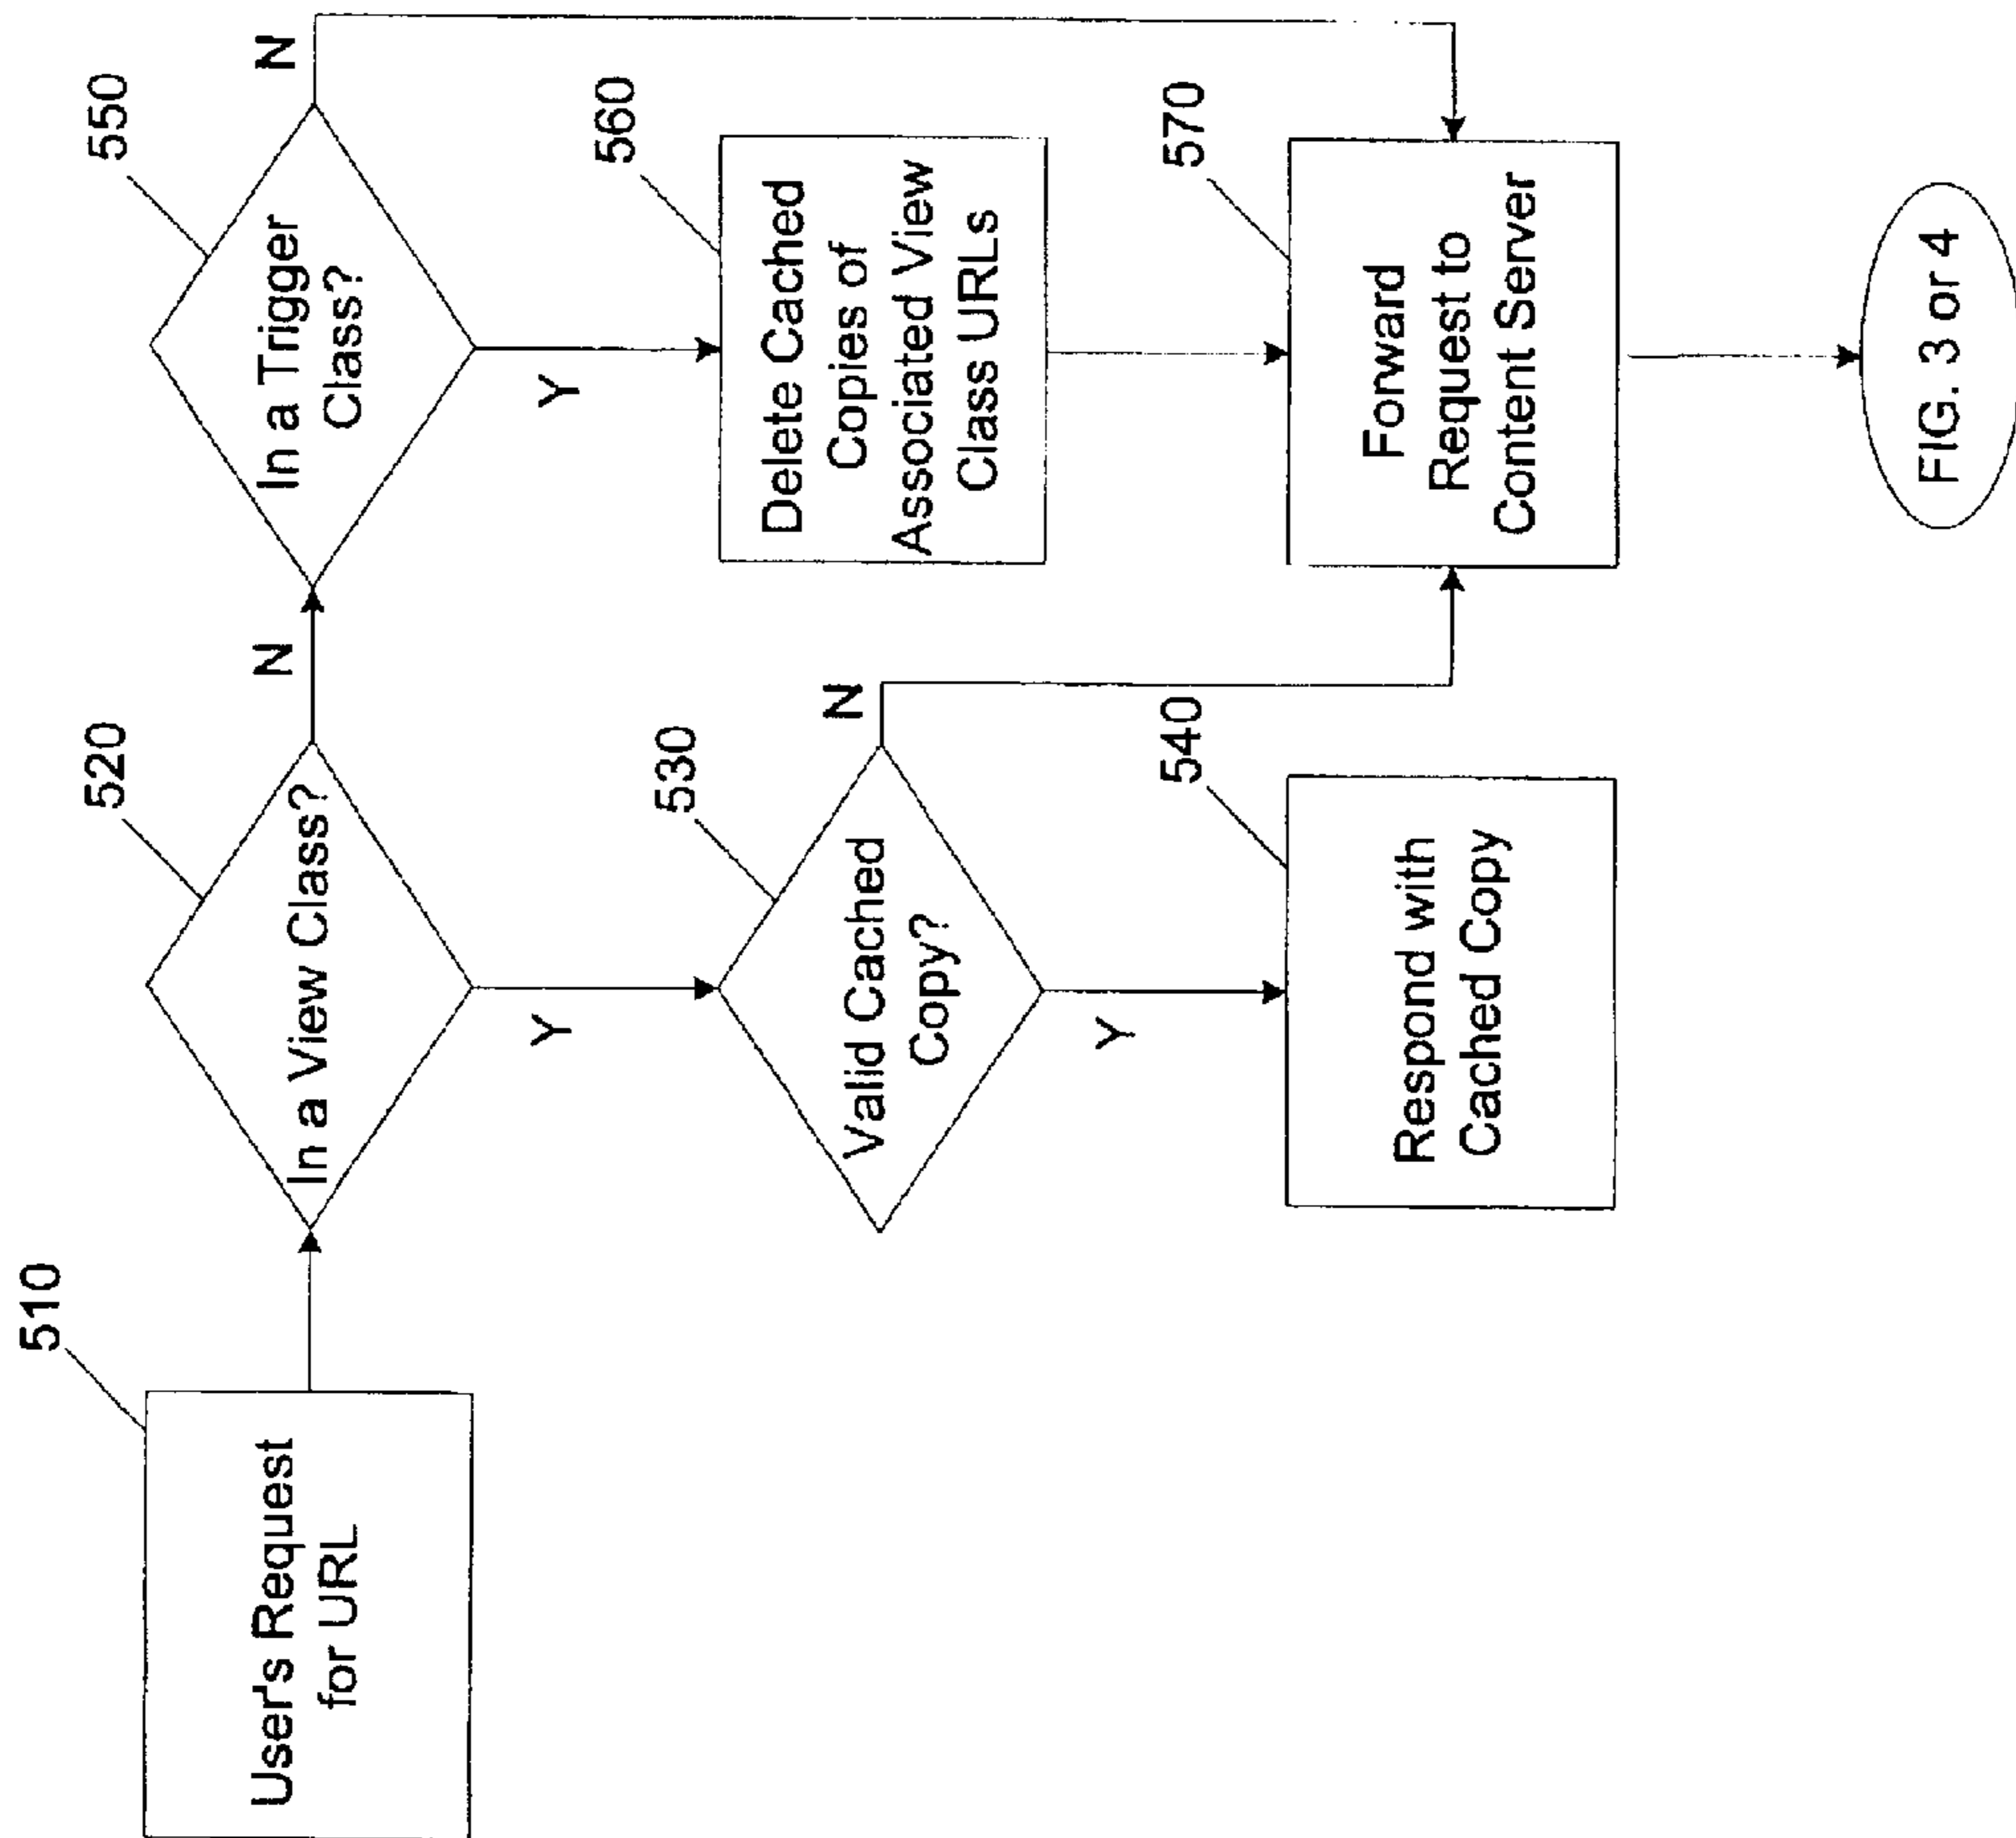 510
User's Request
for URL
520
In a View Class?
N
Y
530
Valid Cached
Copy?
N
Y
540
Respond with
Cached Copy
550
In a Trigger
Class?
N
Y
560
Delete Cached
Copies of
Associated View
Class URLs
570
Forward
Request to
Content Server
FIG. 3 or 4